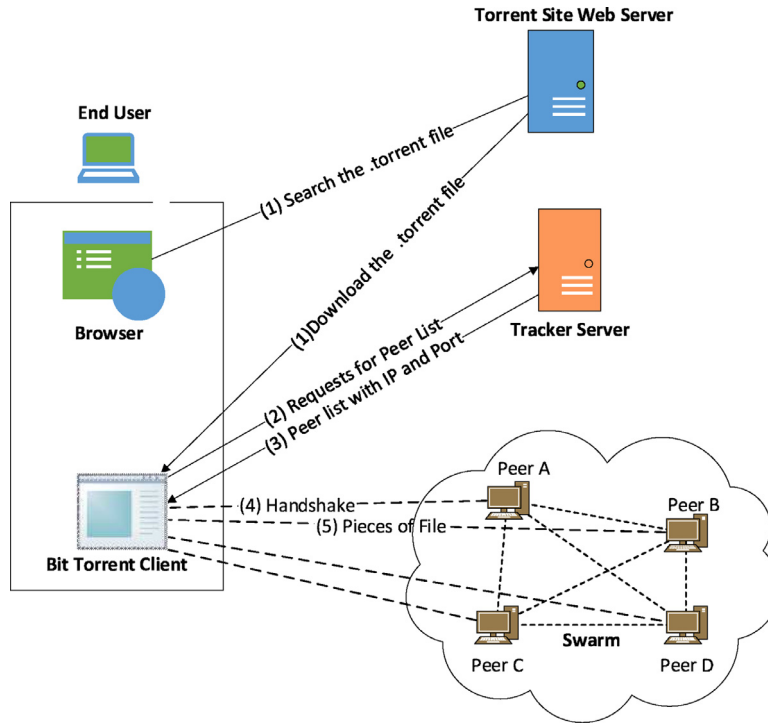 Torrent Site Web Server
End User
(1) Search the .torrent file
(1)Download the .torrent file
Browser
Tracker Server
(2) Requests for Peer List
(3) Peer list with IP and Port
Peer A
(4) Handshake
Peer B
(5) Pieces of File
Bit Torrent Client
Swarm
Peer C
Peer D